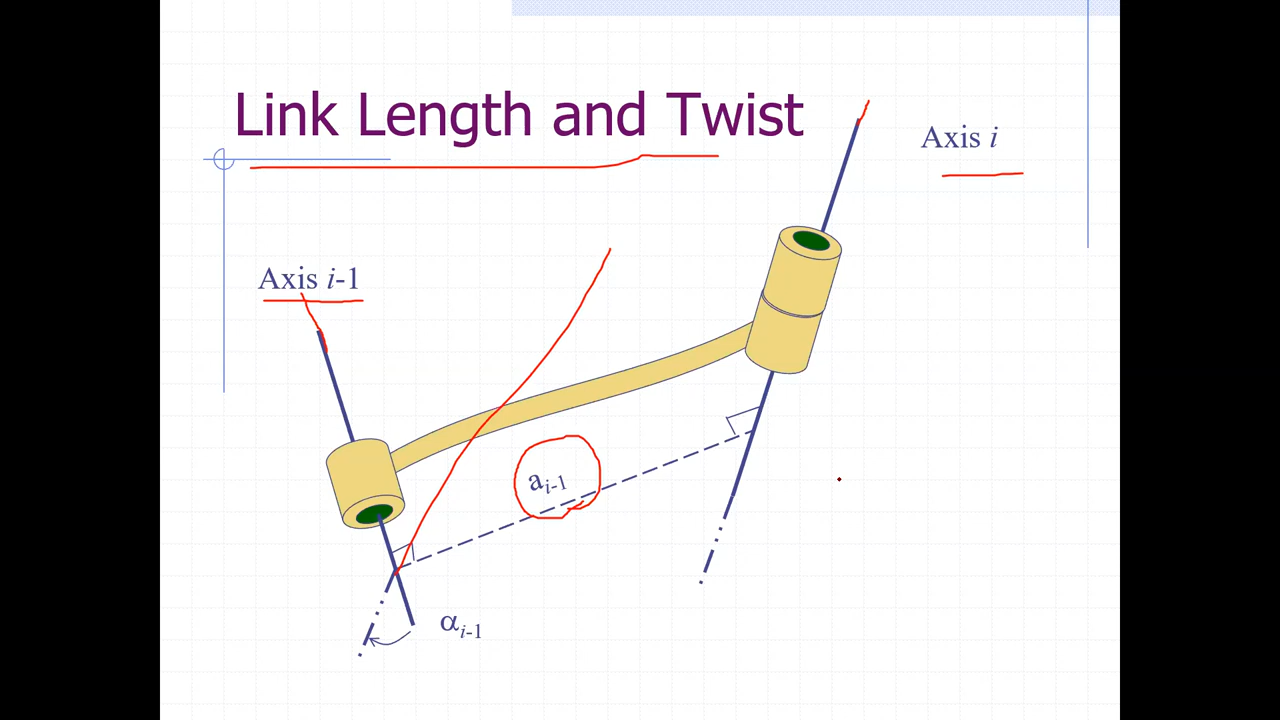 Link Length and Twist
Axis i
Axis i-1
aᵢ₋₁
αᵢ₋₁